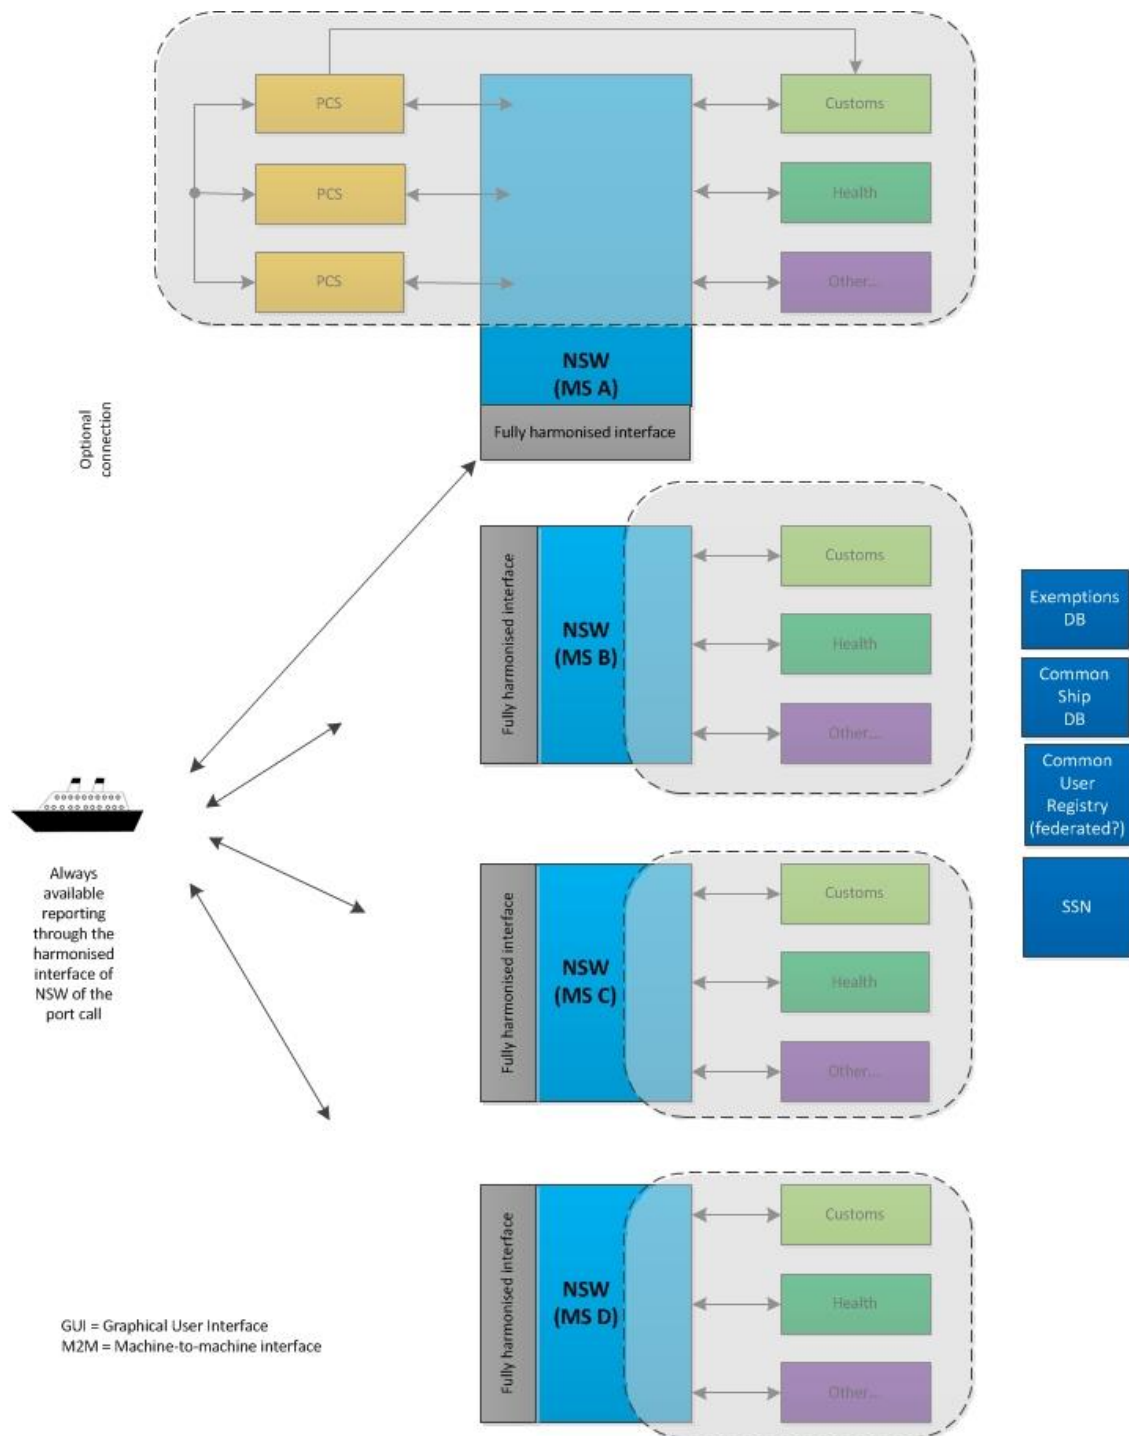 PCS
Customs
PCS
Health
PCS
Other...
NSW
(MS A)
Fully harmonised interface
Optional
connection
Fully harmonised interface
NSW
(MS B)
Customs
Health
Other...
Exemptions
DB
Common
Ship
DB
Common
User
Registry
(federated?)
SSN
Always
available
reporting
through the
harmonised
interface of
NSW of the
port call
Fully harmonised interface
NSW
(MS C)
Customs
Health
Other...
Fully harmonised interface
NSW
(MS D)
Customs
Health
Other...
GUI = Graphical User Interface
M2M = Machine-to-machine interface